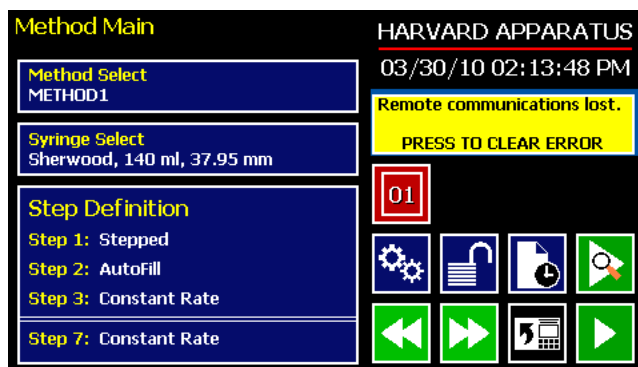 Method Main
HARVARD APPARATUS
03/30/10 02:13:48 PM
Method Select
METHOD1
Remote communications lost.
PRESS TO CLEAR ERROR
Syringe Select
Sherwood, 140 ml, 37.95 mm
01
Step Definition
Step 1: Stepped
Step 2: AutoFill
Step 3: Constant Rate
Step 7: Constant Rate